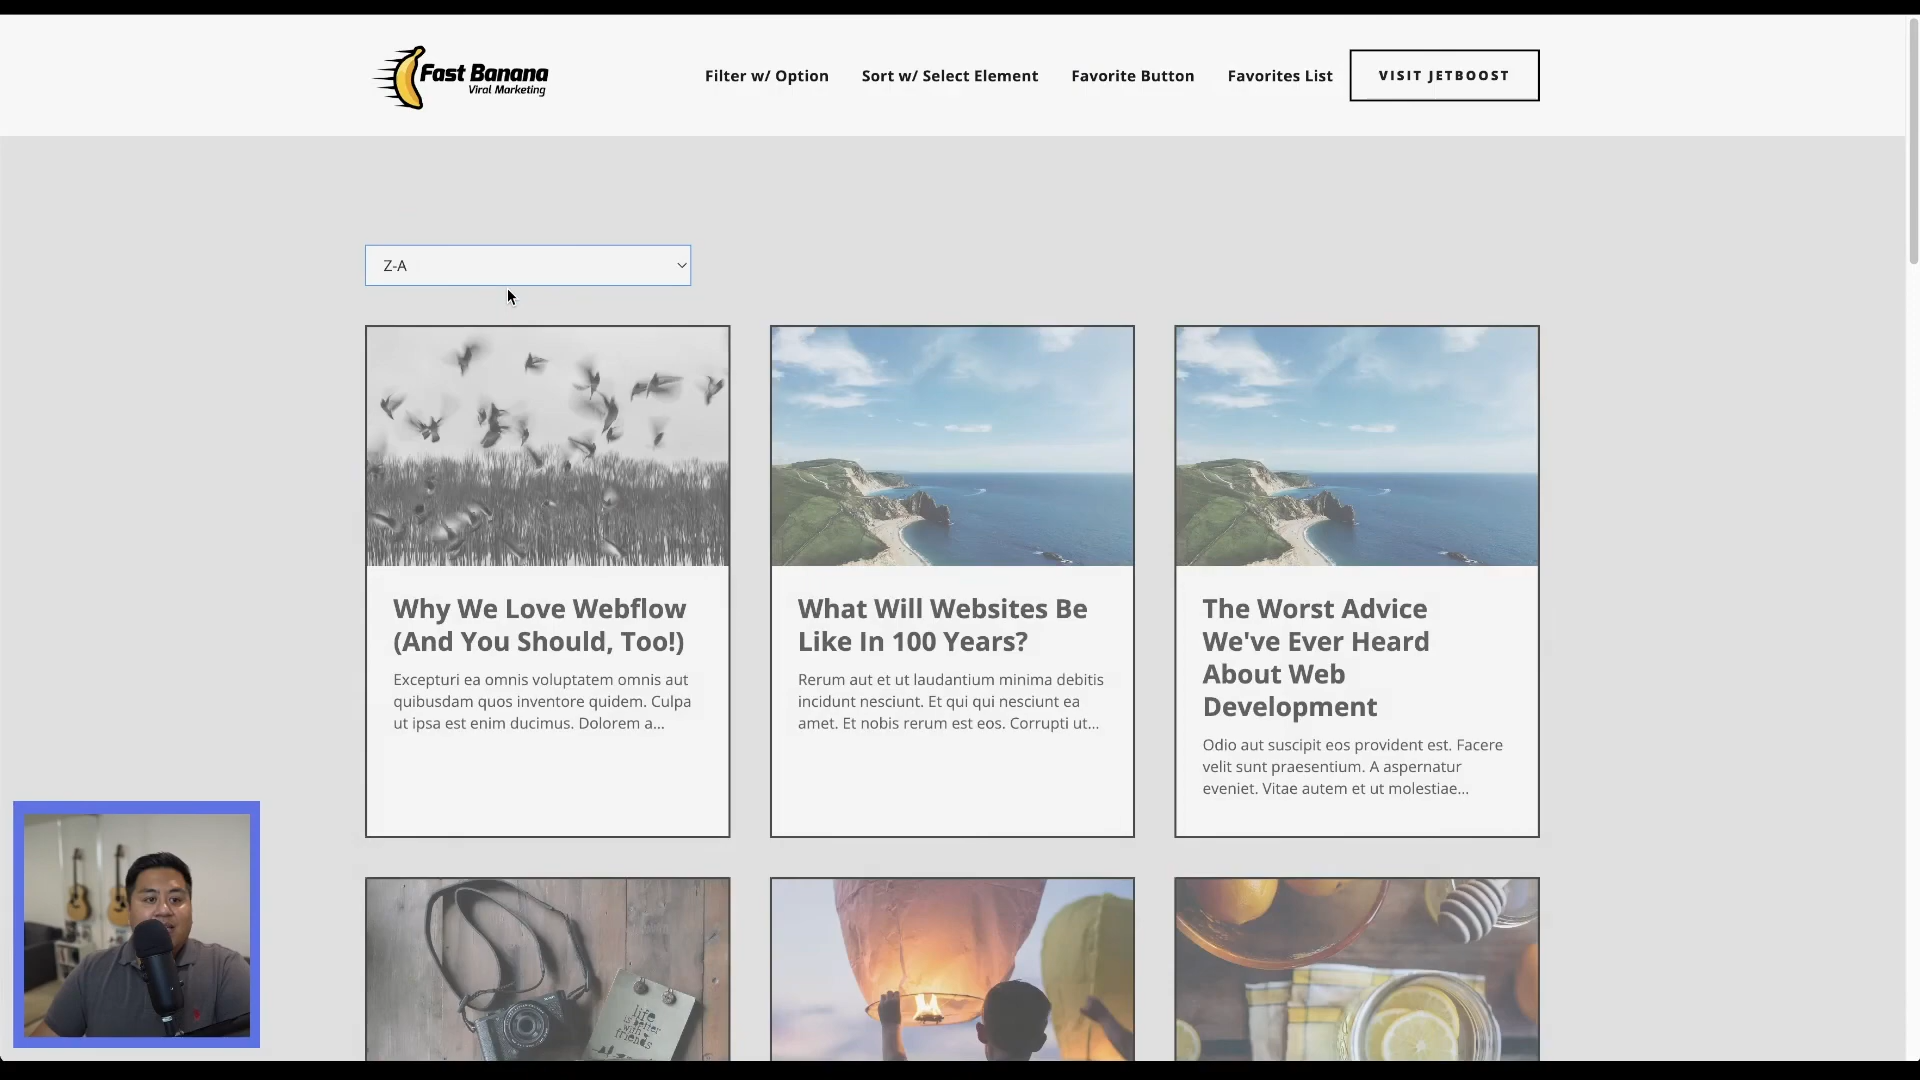 Fast Banana
Viral Marketing
Filter w/ Option
Sort w/ Select Element
Favorite Button
Favorites List
VISIT JETBOOST
Z-A
Why We Love Webflow
(And You Should, Too!)
Excepturi ea omnis voluptatem omnis aut
quibusdam quos inventore quidem. Culpa
ut ipsa est enim ducimus. Dolorem a...
What Will Websites Be
Like In 100 Years?
Rerum aut et ut laudantium minima debitis
incidunt nesciunt. Et qui qui nesciunt ea
amet. Et nobis rerum est eos. Corrupti ut...
The Worst Advice
We've Ever Heard
About Web
Development
Odio aut suscipit eos provident est. Facere
velit sunt praesentium. A aspernatur
eveniet. Vitae autem et ut molestiae...
life
is better
with
friends